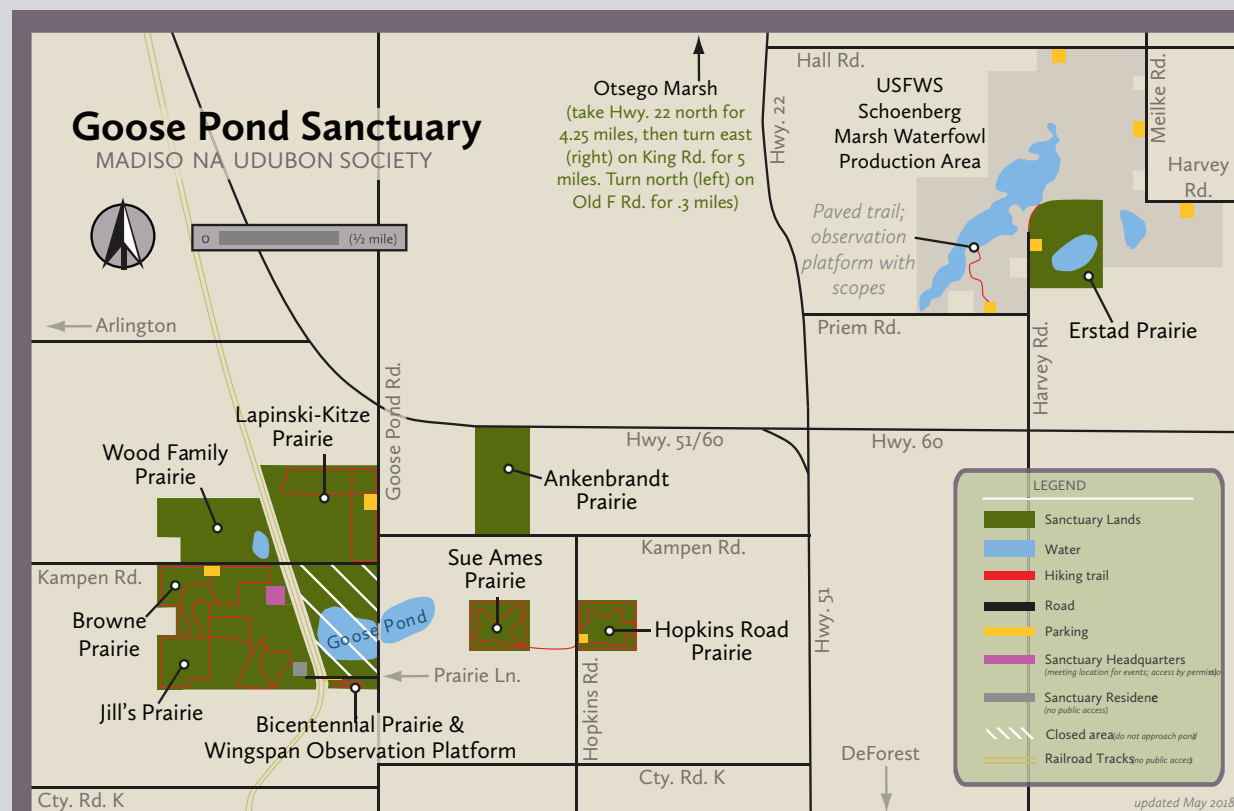 Goose Pond Sanctuary
MADISO NA UDUBON SOCIETY
0 (½ mile)
Arlington
Otsego Marsh
(take Hwy. 22 north for
4.25 miles, then turn east
(right) on King Rd. for 5
miles. Turn north (left) on
Old F Rd. for .3 miles)
Hwy. 22
Hall Rd.
USFWS
Schoenberg
Marsh Waterfowl
Production Area
Meilke Rd.
Harvey
Rd.
Paved trail;
observation
platform with
scopes
Priem Rd.
Harvey Rd.
Erstad Prairie
Goose Pond Rd.
Lapinski-Kitze
Prairie
Wood Family
Prairie
Hwy. 51/60
Hwy. 60
Ankenbrandt
Prairie
Kampen Rd.
Kampen Rd.
Sue Ames
Prairie
Browne
Prairie
Goose Pond
Hopkins Road
Prairie
Hwy. 51
Prairie Ln.
Jill's Prairie
Bicentennial Prairie &
Wingspan Observation Platform
Hopkins Rd.
DeForest
Cty. Rd. K
Cty. Rd. K
LEGEND
Sanctuary Lands
Water
Hiking trail
Road
Parking
Sanctuary Headquarters
(meeting location for events; access by permission)
Sanctuary Residene
(no public access)
Closed area (do not approach pond)
Railroad Tracks (no public access)
updated May 2018